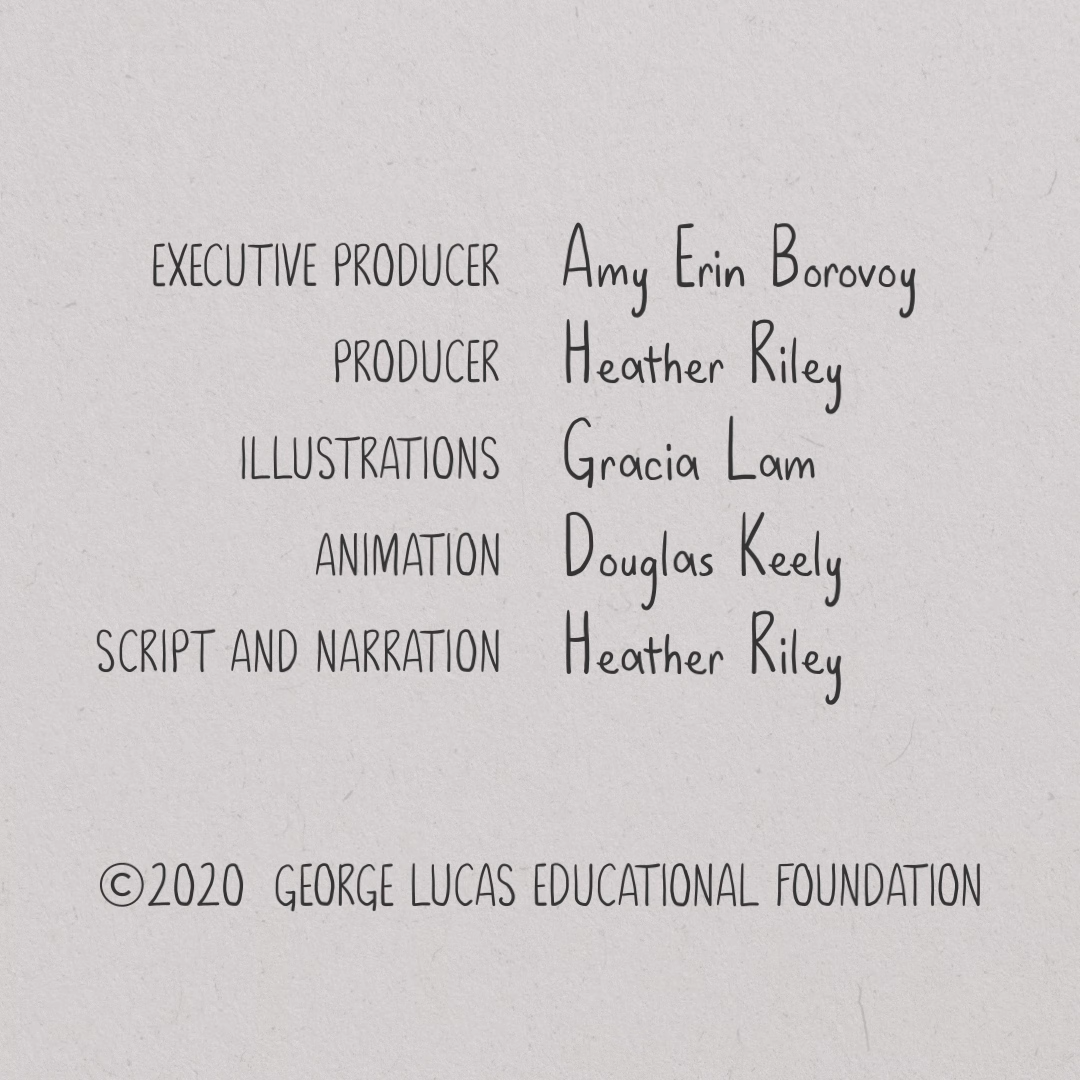 EXECUTIVE PRODUCER Amy Erin Borovoy
PRODUCER Heather Riley
ILLUSTRATIONS Gracia Lam
ANIMATION Douglas Keely
SCRIPT AND NARRATION Heather Riley
©2020 GEORGE LUCAS EDUCATIONAL FOUNDATION